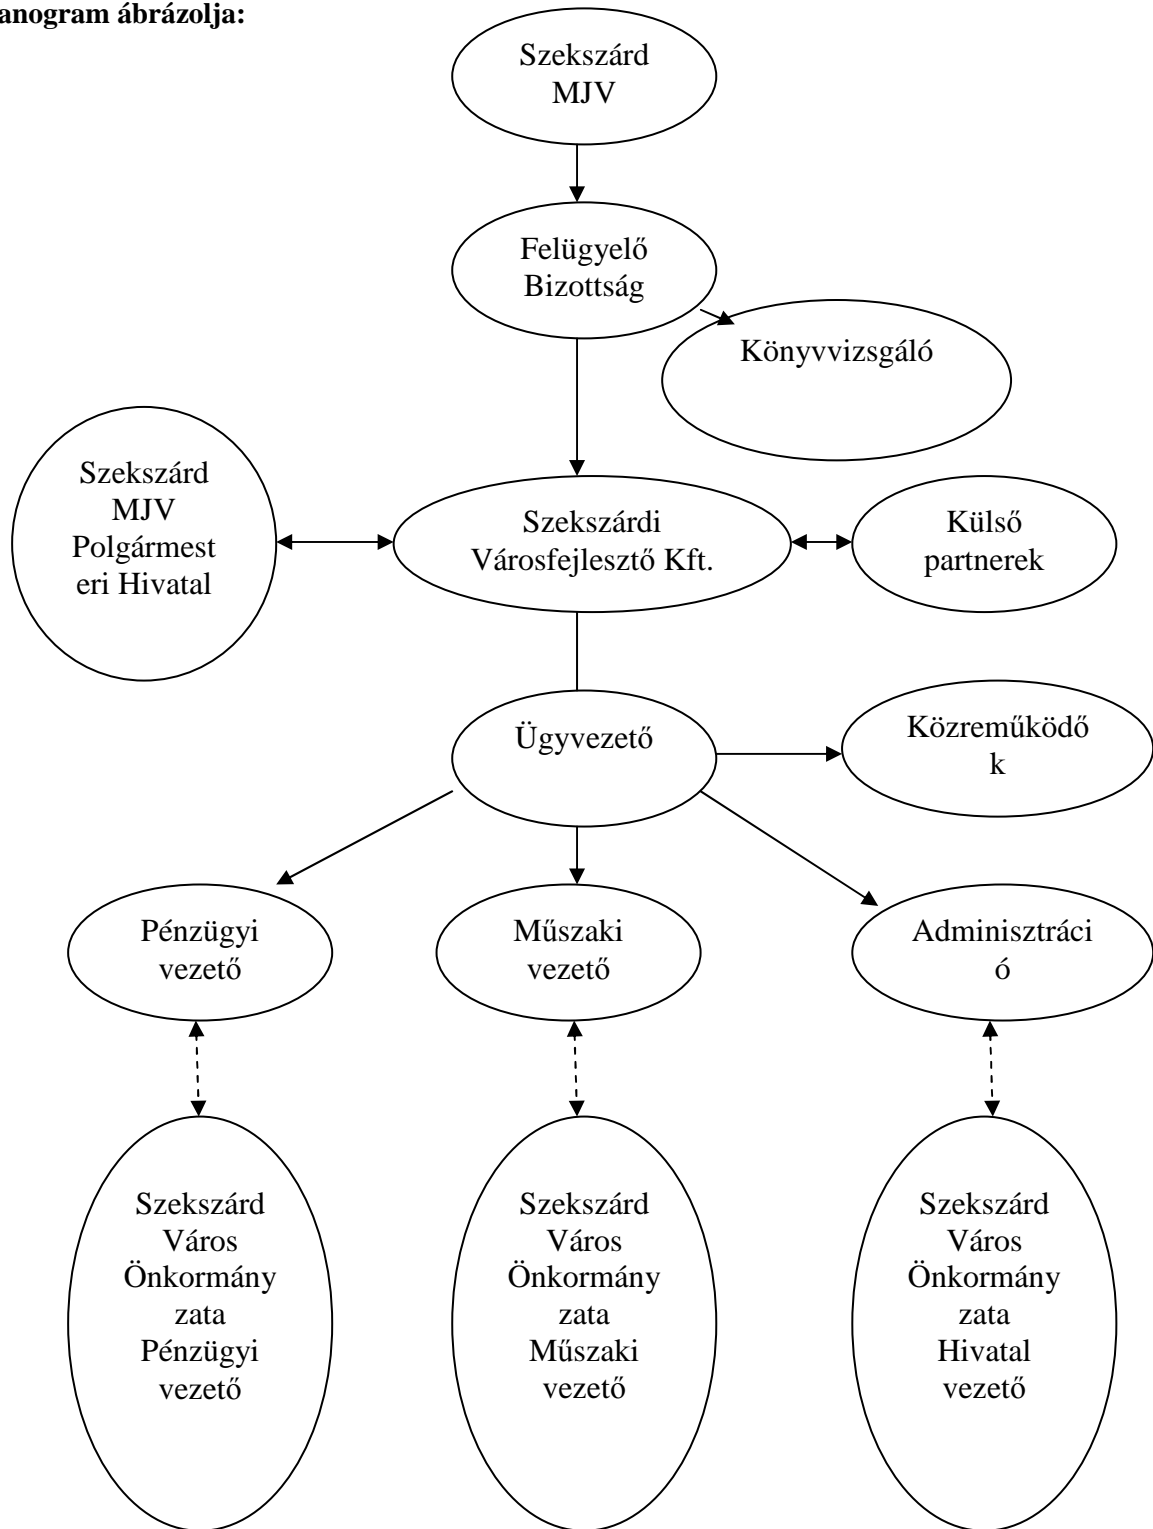 anogram ábrázolja:
Szekszárd
MJV
Felügyelő
Bizottság
Könyvvizsgáló
Szekszárd
MJV
Polgármest
eri Hivatal
Szekszárdi
Városfejlesztő Kft.
Külső
partnerek
Ügyvezető
Közreműködő
k
Pénzügyi
vezető
Műszaki
vezető
Adminisztráci
ó
Szekszárd
Város
Önkormány
zata
Pénzügyi
vezető
Szekszárd
Város
Önkormány
zata
Műszaki
vezető
Szekszárd
Város
Önkormány
zata
Hivatal
vezető